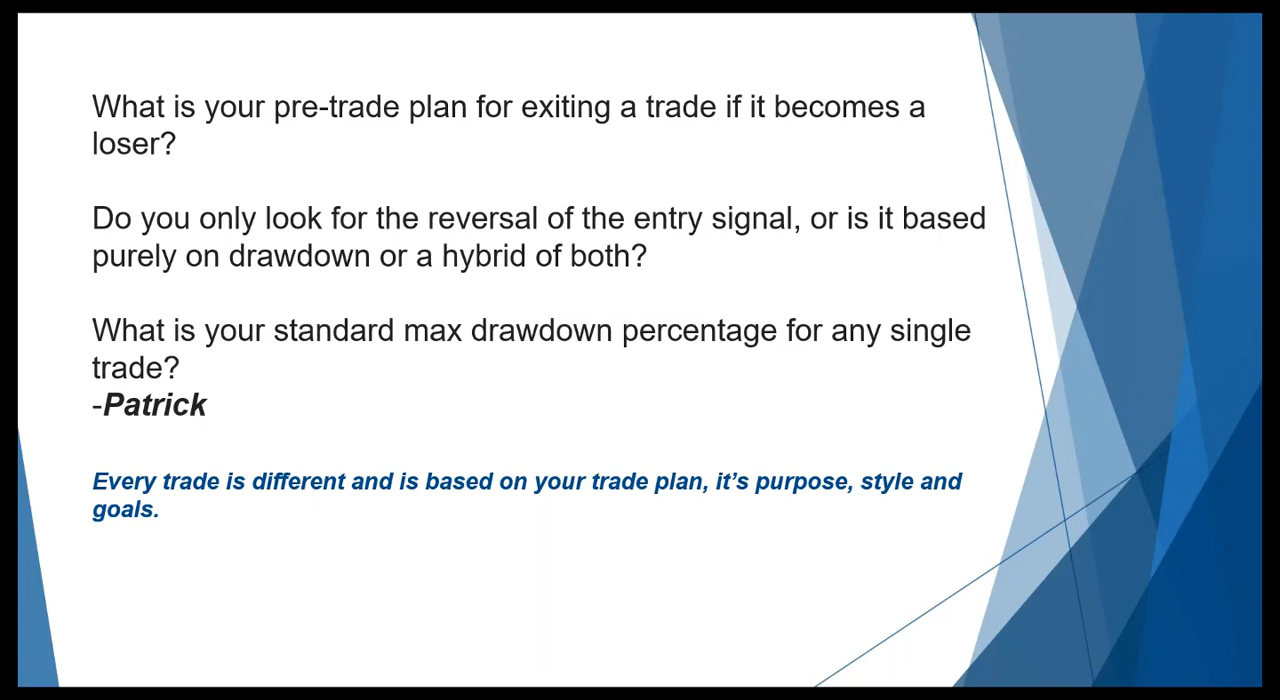 What is your pre-trade plan for exiting a trade if it becomes a
loser?
Do you only look for the reversal of the entry signal, or is it based
purely on drawdown or a hybrid of both?
What is your standard max drawdown percentage for any single
trade?
-Patrick
Every trade is different and is based on your trade plan, it’s purpose, style and
goals.